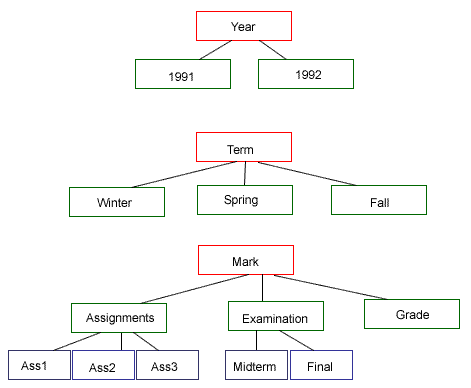 Year
1991
1992
Term
Winter
Spring
Fall
Mark
Assignments
Examination
Grade
Ass1
Ass2
Ass3
Midterm
Final